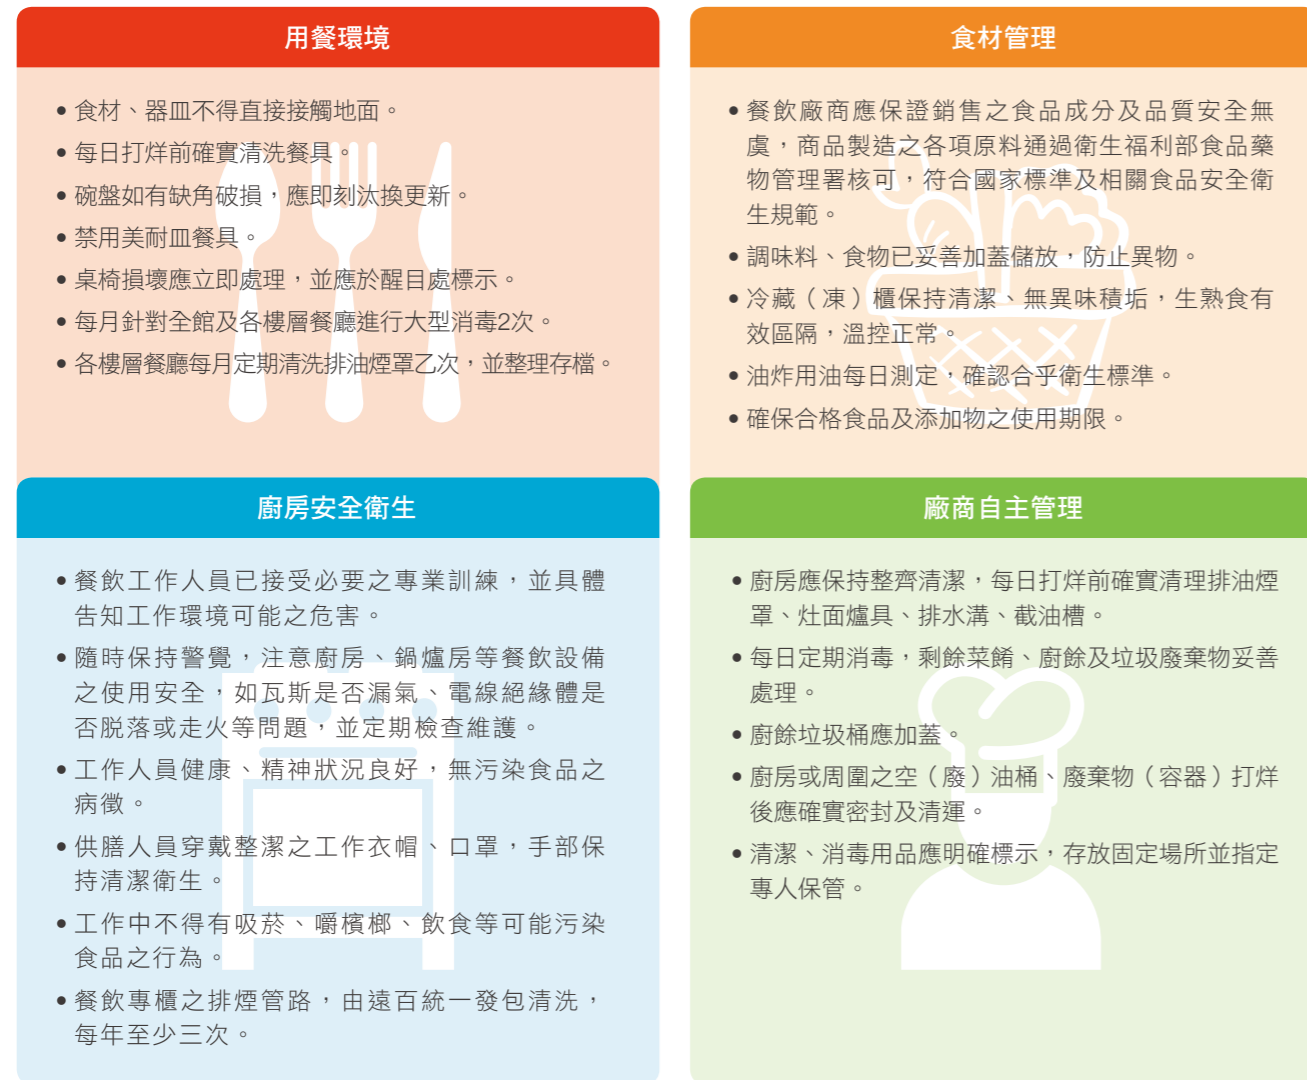 用餐環境
• 食材、器皿不得直接接觸地面。
• 每日打烊前確實清洗餐具。
• 碗盤如有缺角破損，應即刻汰換更新。
• 禁用美耐皿餐具。
• 桌椅損壞應立即處理，並應於醒目處標示。
• 每月針對全館及各樓層餐廳進行大型消毒2次。
• 各樓層餐廳每月定期清洗排油煙罩乙次，並整理存檔。
食材管理
• 餐飲廠商應保證銷售之食品成分及品質安全無
虞，商品製造之各項原料通過衛生福利部食品藥
物管理署核可，符合國家標準及相關食品安全衛
生規範。
• 調味料、食物已妥善加蓋儲放，防止異物。
• 冷藏（凍）櫃保持清潔、無異味積垢，生熟食有
效區隔，溫控正常。
• 油炸用油每日測定，確認合乎衛生標準。
• 確保合格食品及添加物之使用期限。
廚房安全衛生
• 餐飲工作人員已接受必要之專業訓練，並具體
告知工作環境可能之危害。
• 隨時保持警覺，注意廚房、鍋爐房等餐飲設備
之使用安全，如瓦斯是否漏氣、電線絕緣體是
否脫落或走火等問題，並定期檢查維護。
• 工作人員健康、精神狀況良好，無污染食品之
病徵。
• 供膳人員穿戴整潔之工作衣帽、口罩，手部保
持清潔衛生。
• 工作中不得有吸菸、嚼檳榔、飲食等可能污染
食品之行為。
• 餐飲專櫃之排煙管路，由遠百統一發包清洗，
每年至少三次。
廠商自主管理
• 廚房應保持整齊清潔，每日打烊前確實清理排油煙
罩、灶面爐具、排水溝、截油槽。
• 每日定期消毒，剩餘菜餚、廚餘及垃圾廢棄物妥善
處理。
• 廚餘垃圾桶應加蓋。
• 廚房或周圍之空（廢）油桶、廢棄物（容器）打烊
後應確實密封及清運。
• 清潔、消毒用品應明確標示，存放固定場所並指定
專人保管。